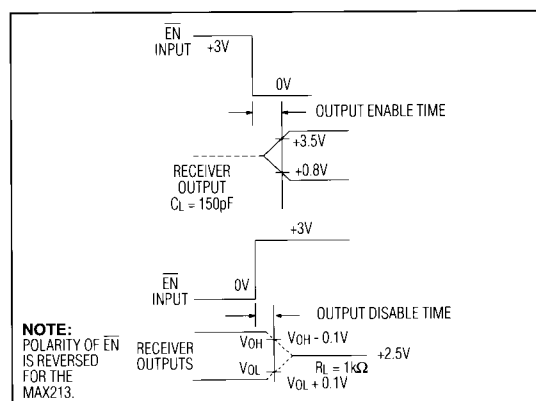 EN
INPUT
+3V
0V
OUTPUT ENABLE TIME
+3.5V
+0.8V
RECEIVER
OUTPUT
CL = 150pF
+3V
0V
EN
INPUT
OUTPUT DISABLE TIME
NOTE:
POLARITY OF EN
IS REVERSED
FOR THE
MAX213.
RECEIVER
OUTPUTS
VOH
VOH - 0.1V
+2.5V
VOL
RL = 1kΩ
VOL + 0.1V